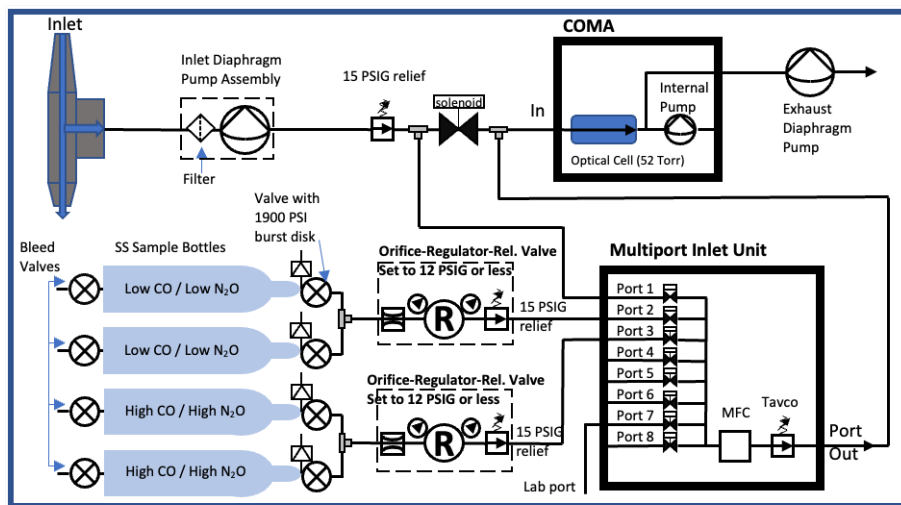 Inlet
Inlet Diaphragm
Pump Assembly
Filter
15 PSIG relief
solenoid
In
COMA
Internal
Pump
Optical Cell (52 Torr)
Exhaust
Diaphragm
Pump
Valve with
1900 PSI
burst disk
Bleed
Valves
SS Sample Bottles
Low CO / Low N₂O
Low CO / Low N₂O
High CO / High N₂O
High CO / High N₂O
Orifice-Regulator-Rel. Valve
Set to 12 PSIG or less
R
15 PSIG
relief
Orifice-Regulator-Rel. Valve
Set to 12 PSIG or less
R
15 PSIG
relief
Multiport Inlet Unit
Port 1
Port 2
Port 3
Port 4
Port 5
Port 6
Port 7
Port 8
MFC
Tavco
Port
Out
Lab port